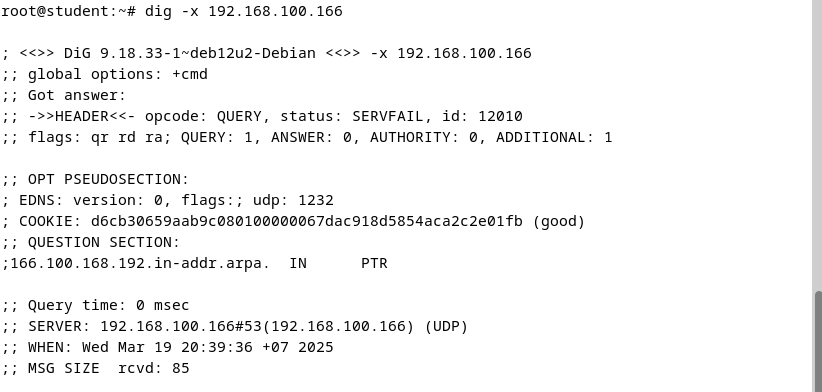 root@student:~# dig -x 192.168.100.166
; <<>> DiG 9.18.33-1~deb12u2-Debian <<>> -x 192.168.100.166
;; global options: +cmd
;; Got answer:
;; ->>HEADER<<- opcode: QUERY, status: SERVFAIL, id: 12010
;; flags: qr rd ra; QUERY: 1, ANSWER: 0, AUTHORITY: 0, ADDITIONAL: 1
;; OPT PSEUDOSECTION:
; EDNS: version: 0, flags:; udp: 1232
; COOKIE: d6cb30659aab9c080100000067dac918d5854aca2c2e01fb (good)
;; QUESTION SECTION:
;166.100.168.192.in-addr.arpa. IN PTR
;; Query time: 0 msec
;; SERVER: 192.168.100.166#53(192.168.100.166) (UDP)
;; WHEN: Wed Mar 19 20:39:36 +07 2025
;; MSG SIZE rcvd: 85